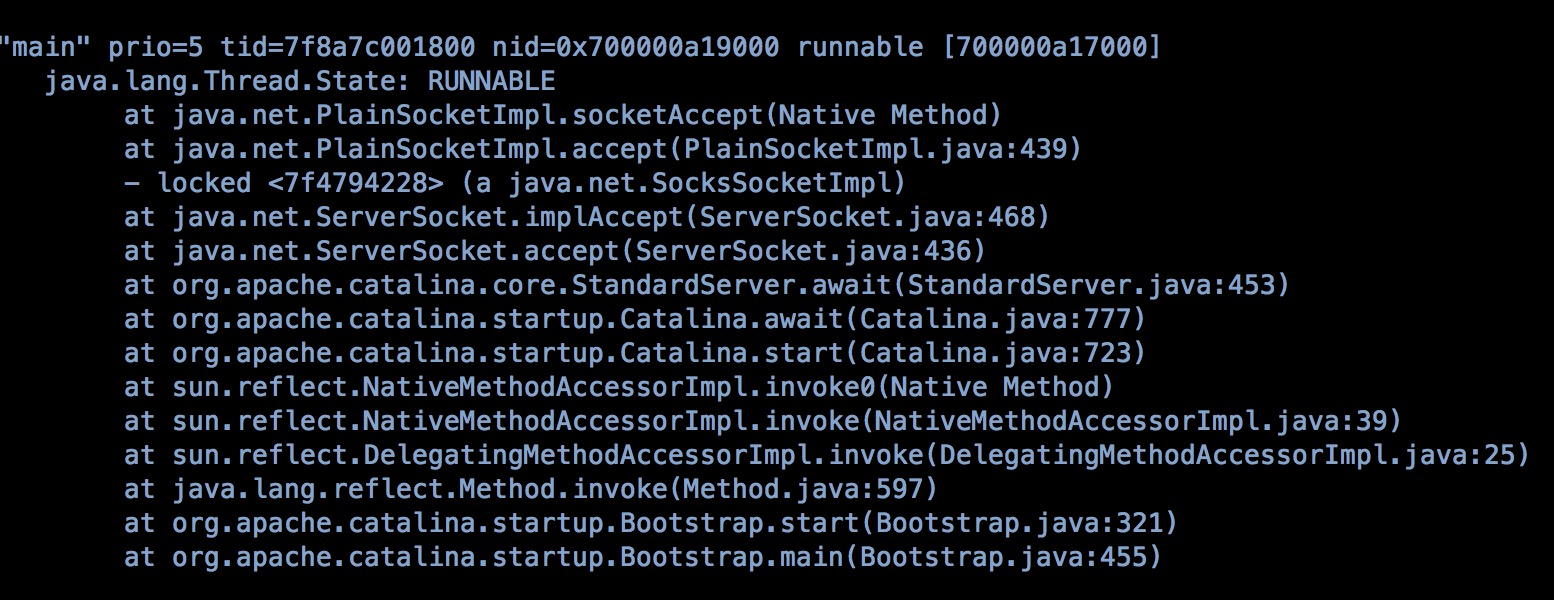 "main" prio=5 tid=7f8a7c001800 nid=0x700000a19000 runnable [700000a17000]
java.lang.Thread.State: RUNNABLE
at java.net.PlainSocketImpl.socketAccept(Native Method)
at java.net.PlainSocketImpl.accept(PlainSocketImpl.java:439)
– locked <7f4794228> (a java.net.SocksSocketImpl)
at java.net.ServerSocket.implAccept(ServerSocket.java:468)
at java.net.ServerSocket.accept(ServerSocket.java:436)
at org.apache.catalina.core.StandardServer.await(StandardServer.java:453)
at org.apache.catalina.startup.Catalina.await(Catalina.java:777)
at org.apache.catalina.startup.Catalina.start(Catalina.java:723)
at sun.reflect.NativeMethodAccessorImpl.invoke0(Native Method)
at sun.reflect.NativeMethodAccessorImpl.invoke(NativeMethodAccessorImpl.java:39)
at sun.reflect.DelegatingMethodAccessorImpl.invoke(DelegatingMethodAccessorImpl.java:25)
at java.lang.reflect.Method.invoke(Method.java:597)
at org.apache.catalina.startup.Bootstrap.start(Bootstrap.java:321)
at org.apache.catalina.startup.Bootstrap.main(Bootstrap.java:455)